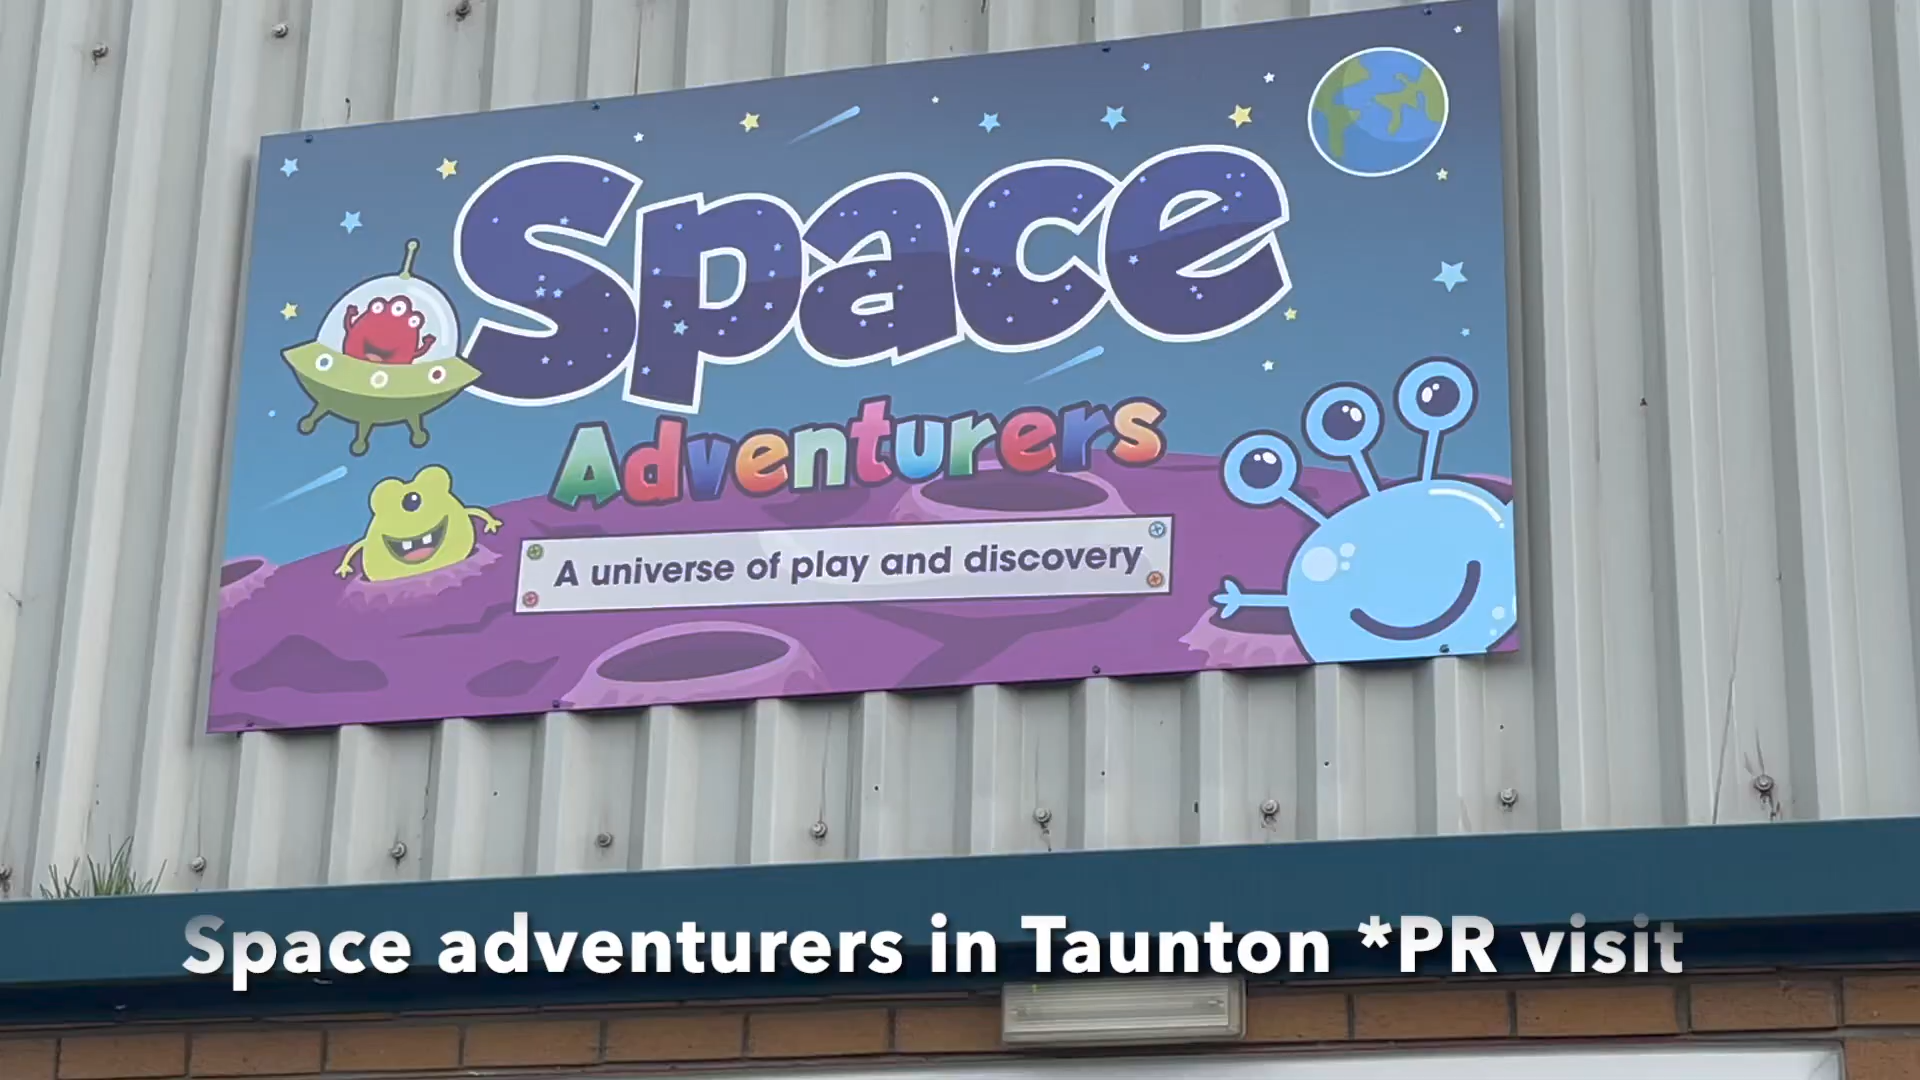 Space
Adventurers
A universe of play and discovery
Space adventurers in Taunton *PR visit